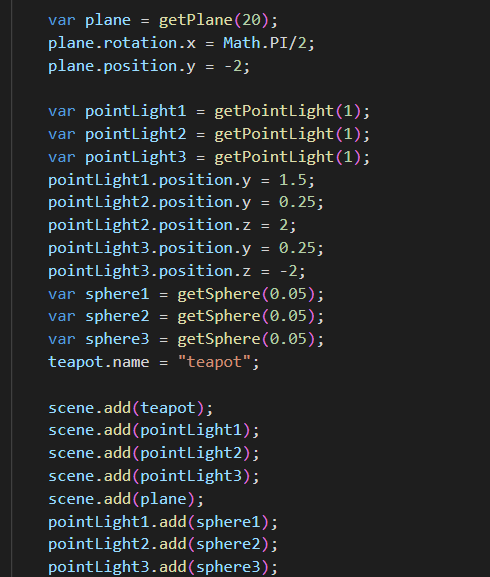 var plane = getPlane(20);
plane.rotation.x = Math.PI/2;
plane.position.y = -2;
var pointLight1 = getPointLight(1);
var pointLight2 = getPointLight(1);
var pointLight3 = getPointLight(1);
pointLight1.position.y = 1.5;
pointLight2.position.y = 0.25;
pointLight2.position.z = 2;
pointLight3.position.y = 0.25;
pointLight3.position.z = -2;
var sphere1 = getSphere(0.05);
var sphere2 = getSphere(0.05);
var sphere3 = getSphere(0.05);
teapot.name = "teapot";
scene.add(teapot);
scene.add(pointLight1);
scene.add(pointLight2);
scene.add(pointLight3);
scene.add(plane);
pointLight1.add(sphere1);
pointLight2.add(sphere2);
pointLight3.add(sphere3);